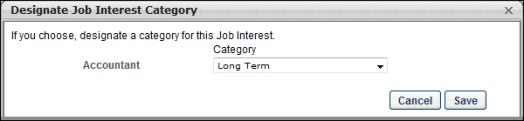 Designate Job Interest Category
If you choose, designate a category for this Job Interest.
Category
Accountant Long Term
Cancel Save